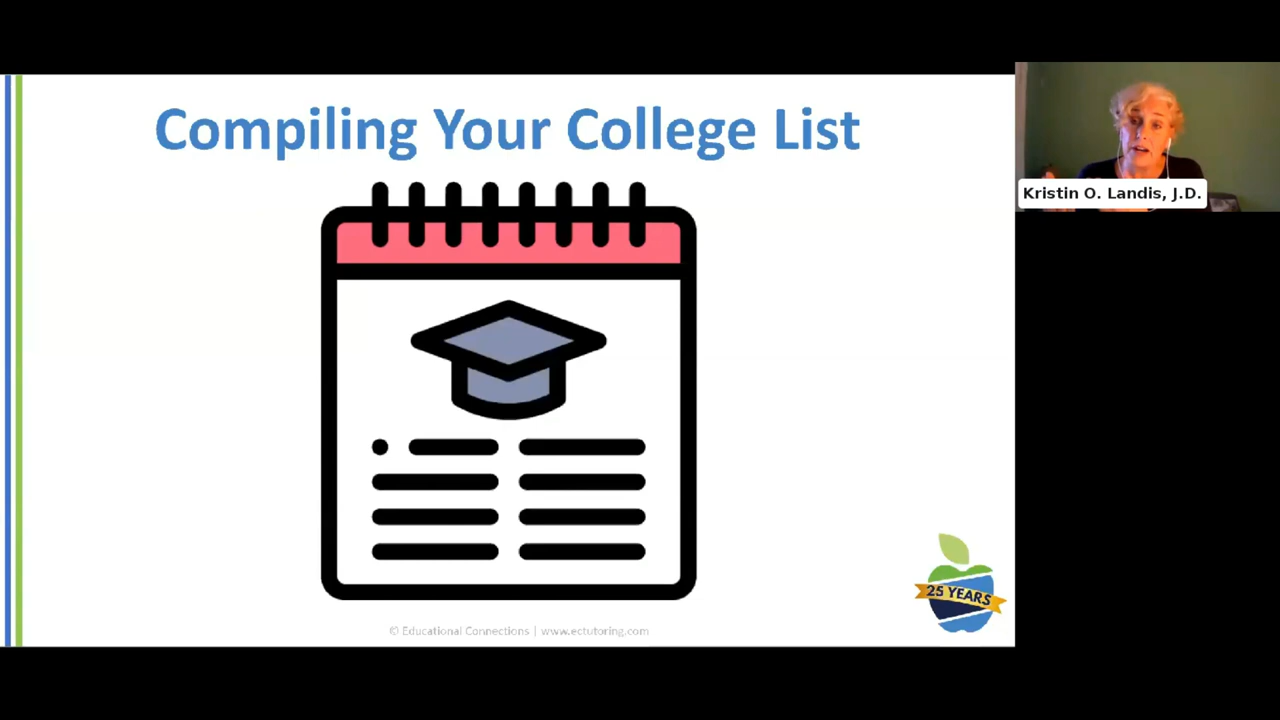 Compiling Your College List
Kristin O. Landis, J.D.
25 YEARS
© Educational Connections | www.ectutoring.com